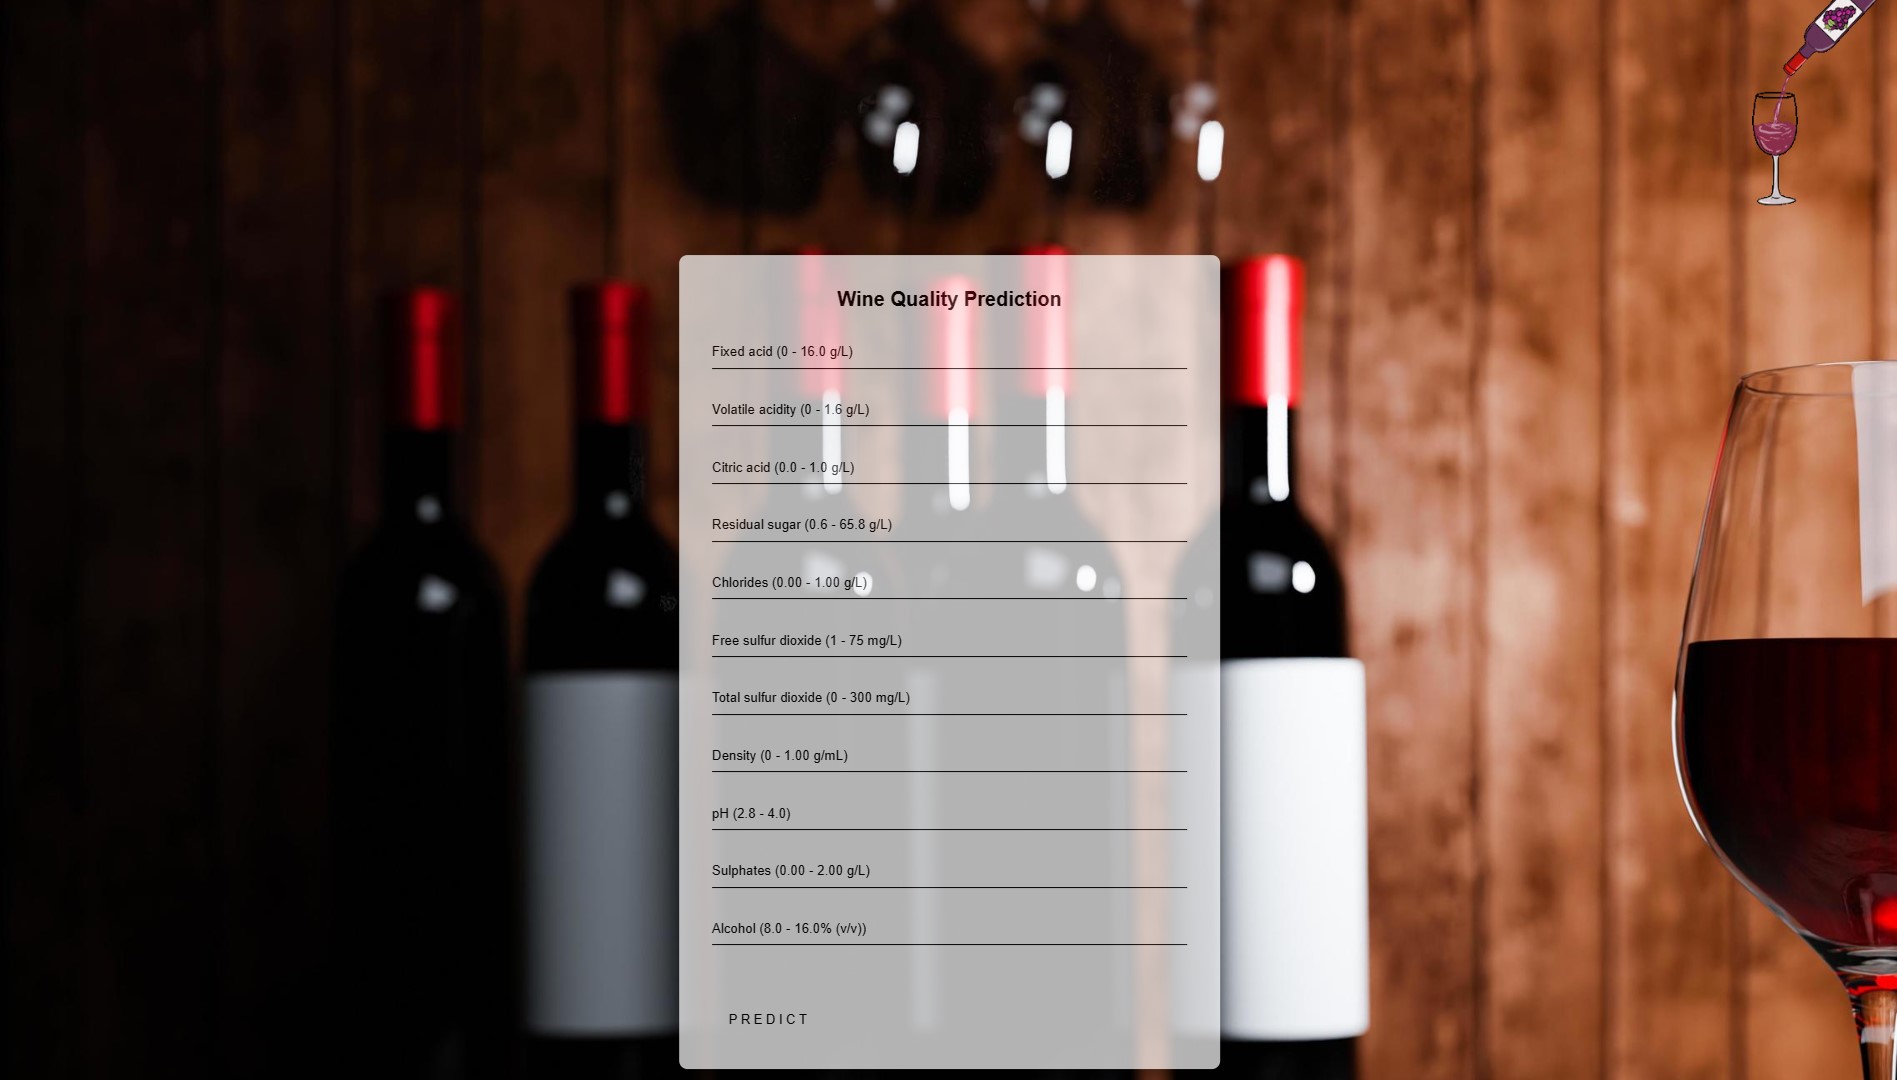 Wine Quality Prediction
Fixed acid (0 - 16.0 g/L)
Volatile acidity (0 - 1.6 g/L)
Citric acid (0.0 - 1.0 g/L)
Residual sugar (0.6 - 65.8 g/L)
Chlorides (0.00 - 1.00 g/L)
Free sulfur dioxide (1 - 75 mg/L)
Total sulfur dioxide (0 - 300 mg/L)
Density (0 - 1.00 g/mL)
pH (2.8 - 4.0)
Sulphates (0.00 - 2.00 g/L)
Alcohol (8.0 - 16.0% (v/v))
PREDICT